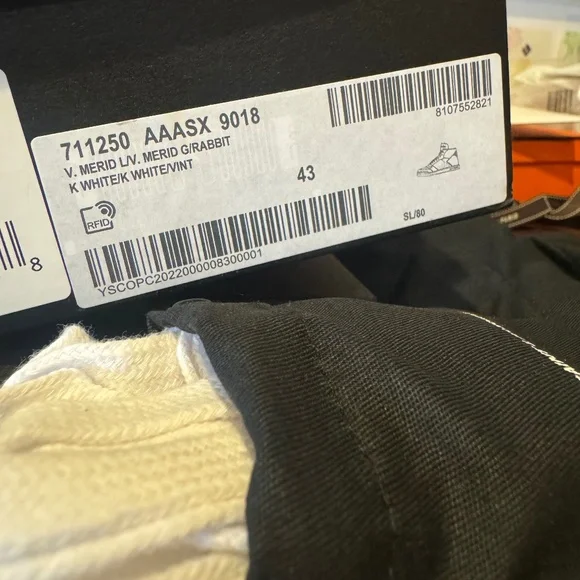 711250 AAASX 9018
V. MERID L/V. MERID G/RABBIT
K WHITE/K WHITE/VINT
8107552821
43
RFID
SL/80
YSCOPC2022000008300001
8